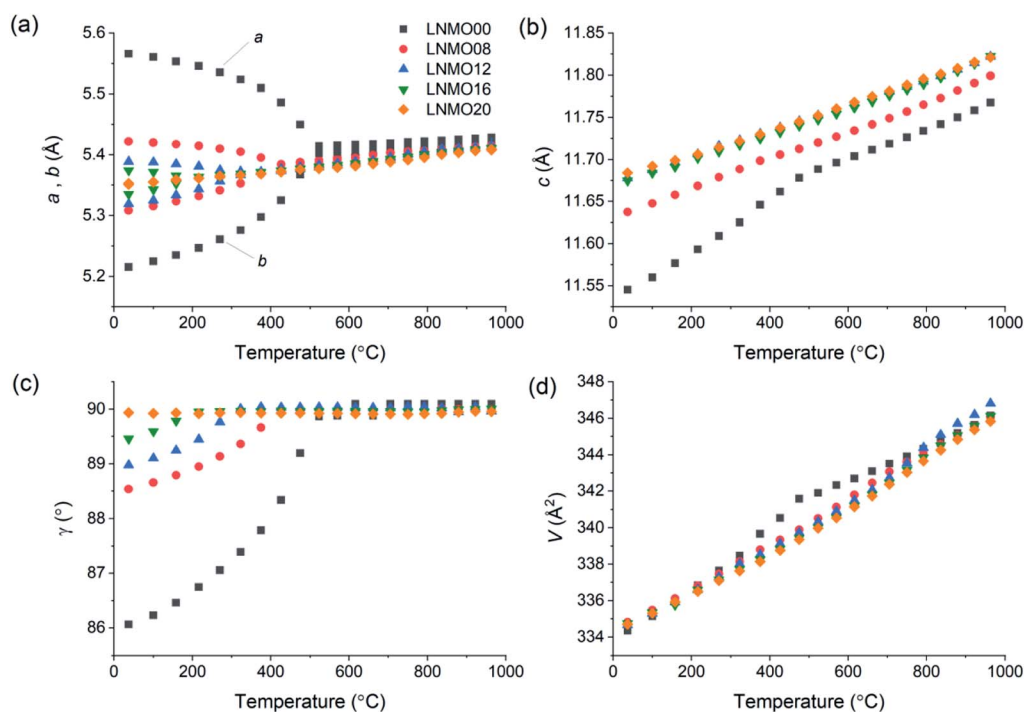 (a)
5.6
5.5
5.4
5.3
5.2
a, b (Å)
a
b
LNMO00
LNMO08
LNMO12
LNMO16
LNMO20
0 200 400 600 800 1000
Temperature (°C)
(b)
11.85
11.80
11.75
11.70
11.65
11.60
11.55
c (Å)
0 200 400 600 800 1000
Temperature (°C)
(c)
90
89
88
87
86
γ (°)
0 200 400 600 800 1000
Temperature (°C)
(d)
348
346
344
342
340
338
336
334
V (Å²)
0 200 400 600 800 1000
Temperature (°C)